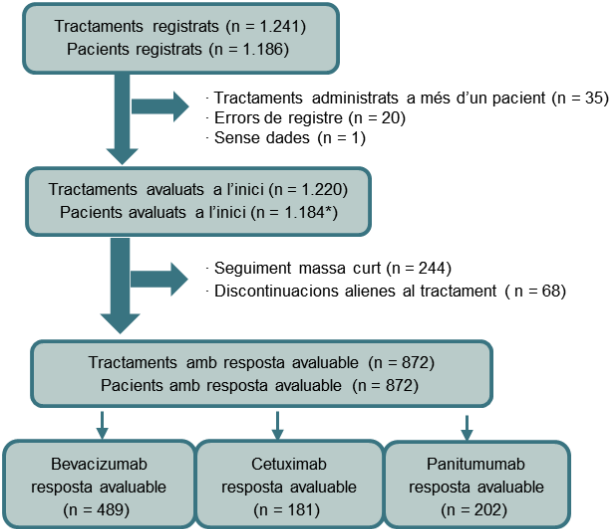 Tractaments registrats (n = 1.241)
Pacients registrats (n = 1.186)
· Tractaments administrats a més d’un pacient (n = 35)
· Errors de registre (n = 20)
· Sense dades (n = 1)
Tractaments avaluats a l’inici (n = 1.220)
Pacients avaluats a l’inici (n = 1.184*)
· Seguiment massa curt (n = 244)
· Discontinuacions alienes al tractament ( n = 68)
Tractaments amb resposta avaluable (n = 872)
Pacients amb resposta avaluable (n = 872)
Bevacizumab
resposta avaluable
(n = 489)
Cetuximab
resposta avaluable
(n = 181)
Panitumumab
resposta avaluable
(n = 202)